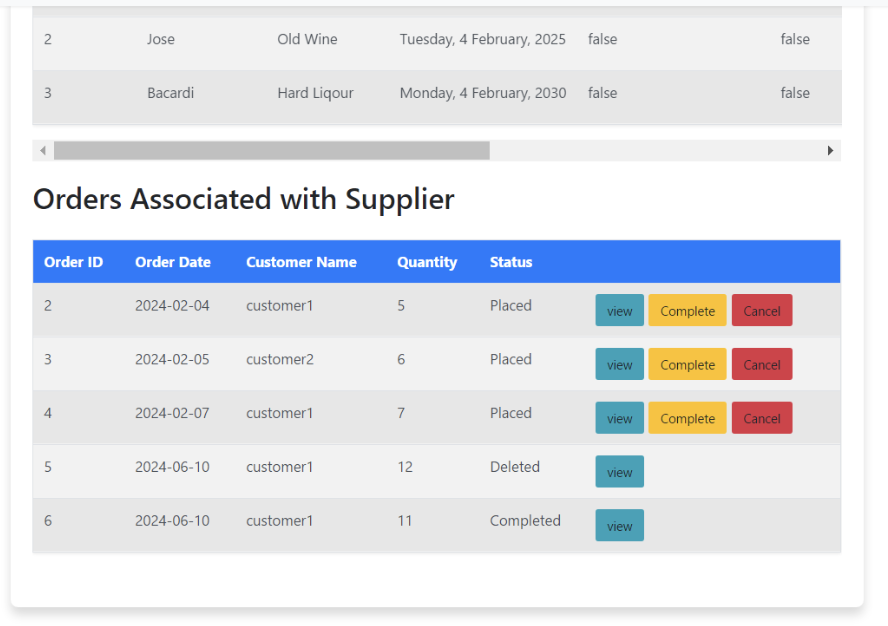 2 Jose Old Wine Tuesday, 4 February, 2025 false false
3 Bacardi Hard Liqour Monday, 4 February, 2030 false false
Orders Associated with Supplier
Order ID Order Date Customer Name Quantity Status
2 2024-02-04 customer1 5 Placed view Complete Cancel
3 2024-02-05 customer2 6 Placed view Complete Cancel
4 2024-02-07 customer1 7 Placed view Complete Cancel
5 2024-06-10 customer1 12 Deleted view
6 2024-06-10 customer1 11 Completed view